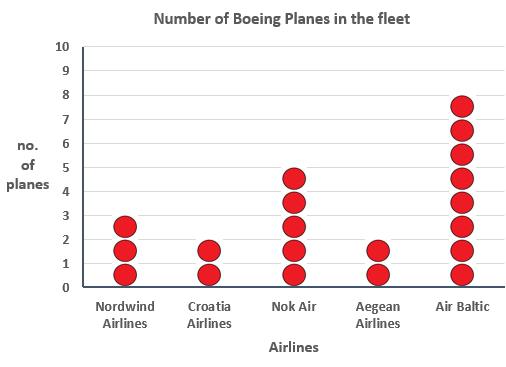 Number of Boeing Planes in the fleet
10
9
8
7
6
5
4
3
2
1
0
no.
of
planes
Nordwind
Airlines
Croatia
Airlines
Nok Air
Aegean
Airlines
Air Baltic
Airlines